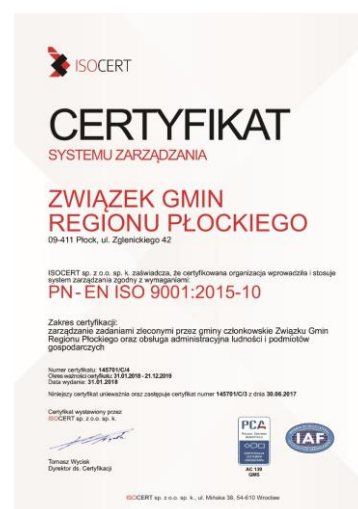 ISOCERT
CERTYFIKAT
SYSTEMU ZARZĄDZANIA
ZWIĄZEK GMIN
REGIONU PŁOCKIEGO
09-411 Płock, ul. Zglenickiego 42
ISOCERT sp. z o.o. sp. k. zaświadcza, że certyfikowana organizacja wprowadziła i stosuje
system zarządzania zgodny z wymaganiami:
PN-EN ISO 9001:2015-10
Zakres certyfikacji:
zarządzanie zadaniami zleconymi przez gminy członkowskie Związku Gmin
Regionu Płockiego oraz obsługa administracyjna ludności i podmiotów
gospodarczych
Numer certyfikatu: 145701/C/4
Okres ważności certyfikatu: 31.01.2018 - 21.12.2018
Data wydania: 31.01.2018
Niniejszy certyfikat unieważnia oraz zastępuje certyfikat numer 145701/C/3 z dnia 30.06.2017
Certyfikat wystawiony przez
ISOCERT sp. z o.o. sp. k.
Tomasz Wyciak
Dyrektor ds. Certyfikacji
PCA
AC 139
QMS
IAF
ISOCERT sp. z o.o. sp. k., ul. Mińska 38, 54-610 Wrocław